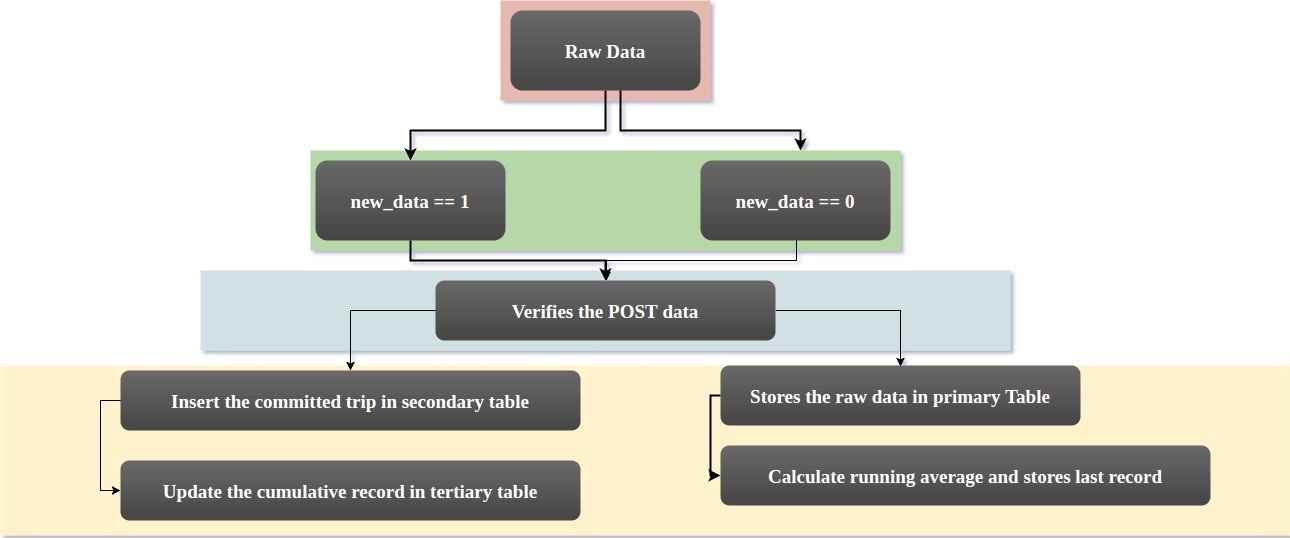 Raw Data
new_data == 1
new_data == 0
Verifies the POST data
Insert the committed trip in secondary table
Stores the raw data in primary Table
Update the cumulative record in tertiary table
Calculate running average and stores last record